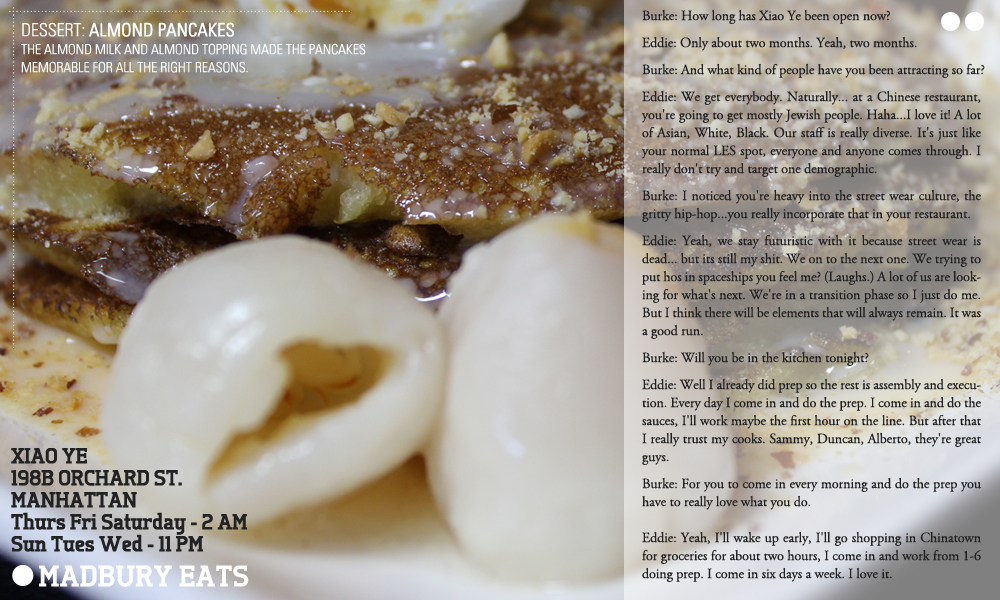 DESSERT: ALMOND PANCAKES
THE ALMOND MILK AND ALMOND TOPPING MADE THE PANCAKES
MEMORABLE FOR ALL THE RIGHT REASONS.
XIAO YE
198B ORCHARD ST.
MANHATTAN
Thurs Fri Saturday - 2 AM
Sun Tues Wed - 11 PM
MADBURY EATS
Burke: How long has Xiao Ye been open now?
Eddie: Only about two months. Yeah, two months.
Burke: And what kind of people have you been attracting so far?
Eddie: We get everybody. Naturally... at a Chinese restaurant,
you're going to get mostly Jewish people. Haha...I love it! A lot
of Asian, White, Black. Our staff is really diverse. It's just like
your normal LES spot, everyone and anyone comes through. I
really don't try and target one demographic.
Burke: I noticed you're heavy into the street wear culture, the
gritty hip-hop...you really incorporate that in your restaurant.
Eddie: Yeah, we stay futuristic with it because street wear is
dead... but its still my shit. We on to the next one. We trying to
put hos in spaceships you feel me? (Laughs.) A lot of us are look-
ing for what's next. We're in a transition phase so I just do me.
But I think there will be elements that will always remain. It was
a good run.
Burke: Will you be in the kitchen tonight?
Eddie: Well I already did prep so the rest is assembly and execu-
tion. Every day I come in and do the prep. I come in and do the
sauces, I'll work maybe the first hour on the line. But after that
I really trust my cooks. Sammy, Duncan, Alberto, they're great
guys.
Burke: For you to come in every morning and do the prep you
have to really love what you do.
Eddie: Yeah, I'll wake up early, I'll go shopping in Chinatown
for groceries for about two hours, I come in and work from 1-6
doing prep. I come in six days a week. I love it.